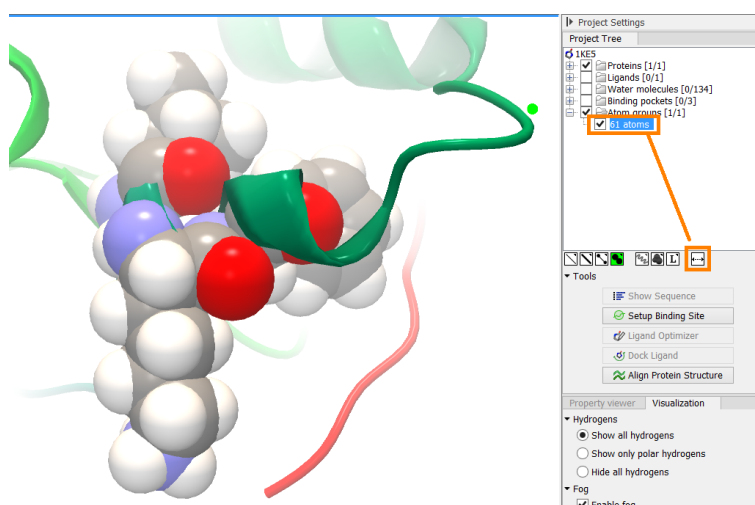 Project Settings
Project Tree
1KE5
Proteins [1/1]
Ligands [0/1]
Water molecules [0/134]
Binding pockets [0/3]
Atom groups [1/1]
61 atoms
L
Tools
Show Sequence
Setup Binding Site
Ligand Optimizer
Dock Ligand
Align Protein Structure
Property viewer Visualization
Hydrogens
Show all hydrogens
Show only polar hydrogens
Hide all hydrogens
Fog
Enable fog